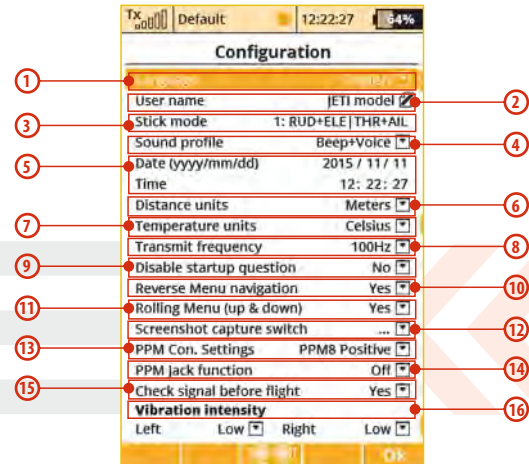 Tx Default 12:22:27 64%
Configuration
1
User name JETI model 2
3 Stick mode 1: RUD+ELE|THR+AIL
Sound profile Beep+Voice 4
5 Date (yyyy/mm/dd) 2015 / 11/ 11
Time 12: 22: 27
Distance units Meters 6
7 Temperature units Celsius
Transmit frequency 100Hz 8
9 Disable startup question No
Reverse Menu navigation Yes 10
11 Rolling Menu (up & down) Yes
Screenshot capture switch ... 12
13 PPM Con. Settings PPM8 Positive
PPM jack function Off 14
15 Check signal before flight Yes
Vibration intensity 16
Left Low Right Low
Ok